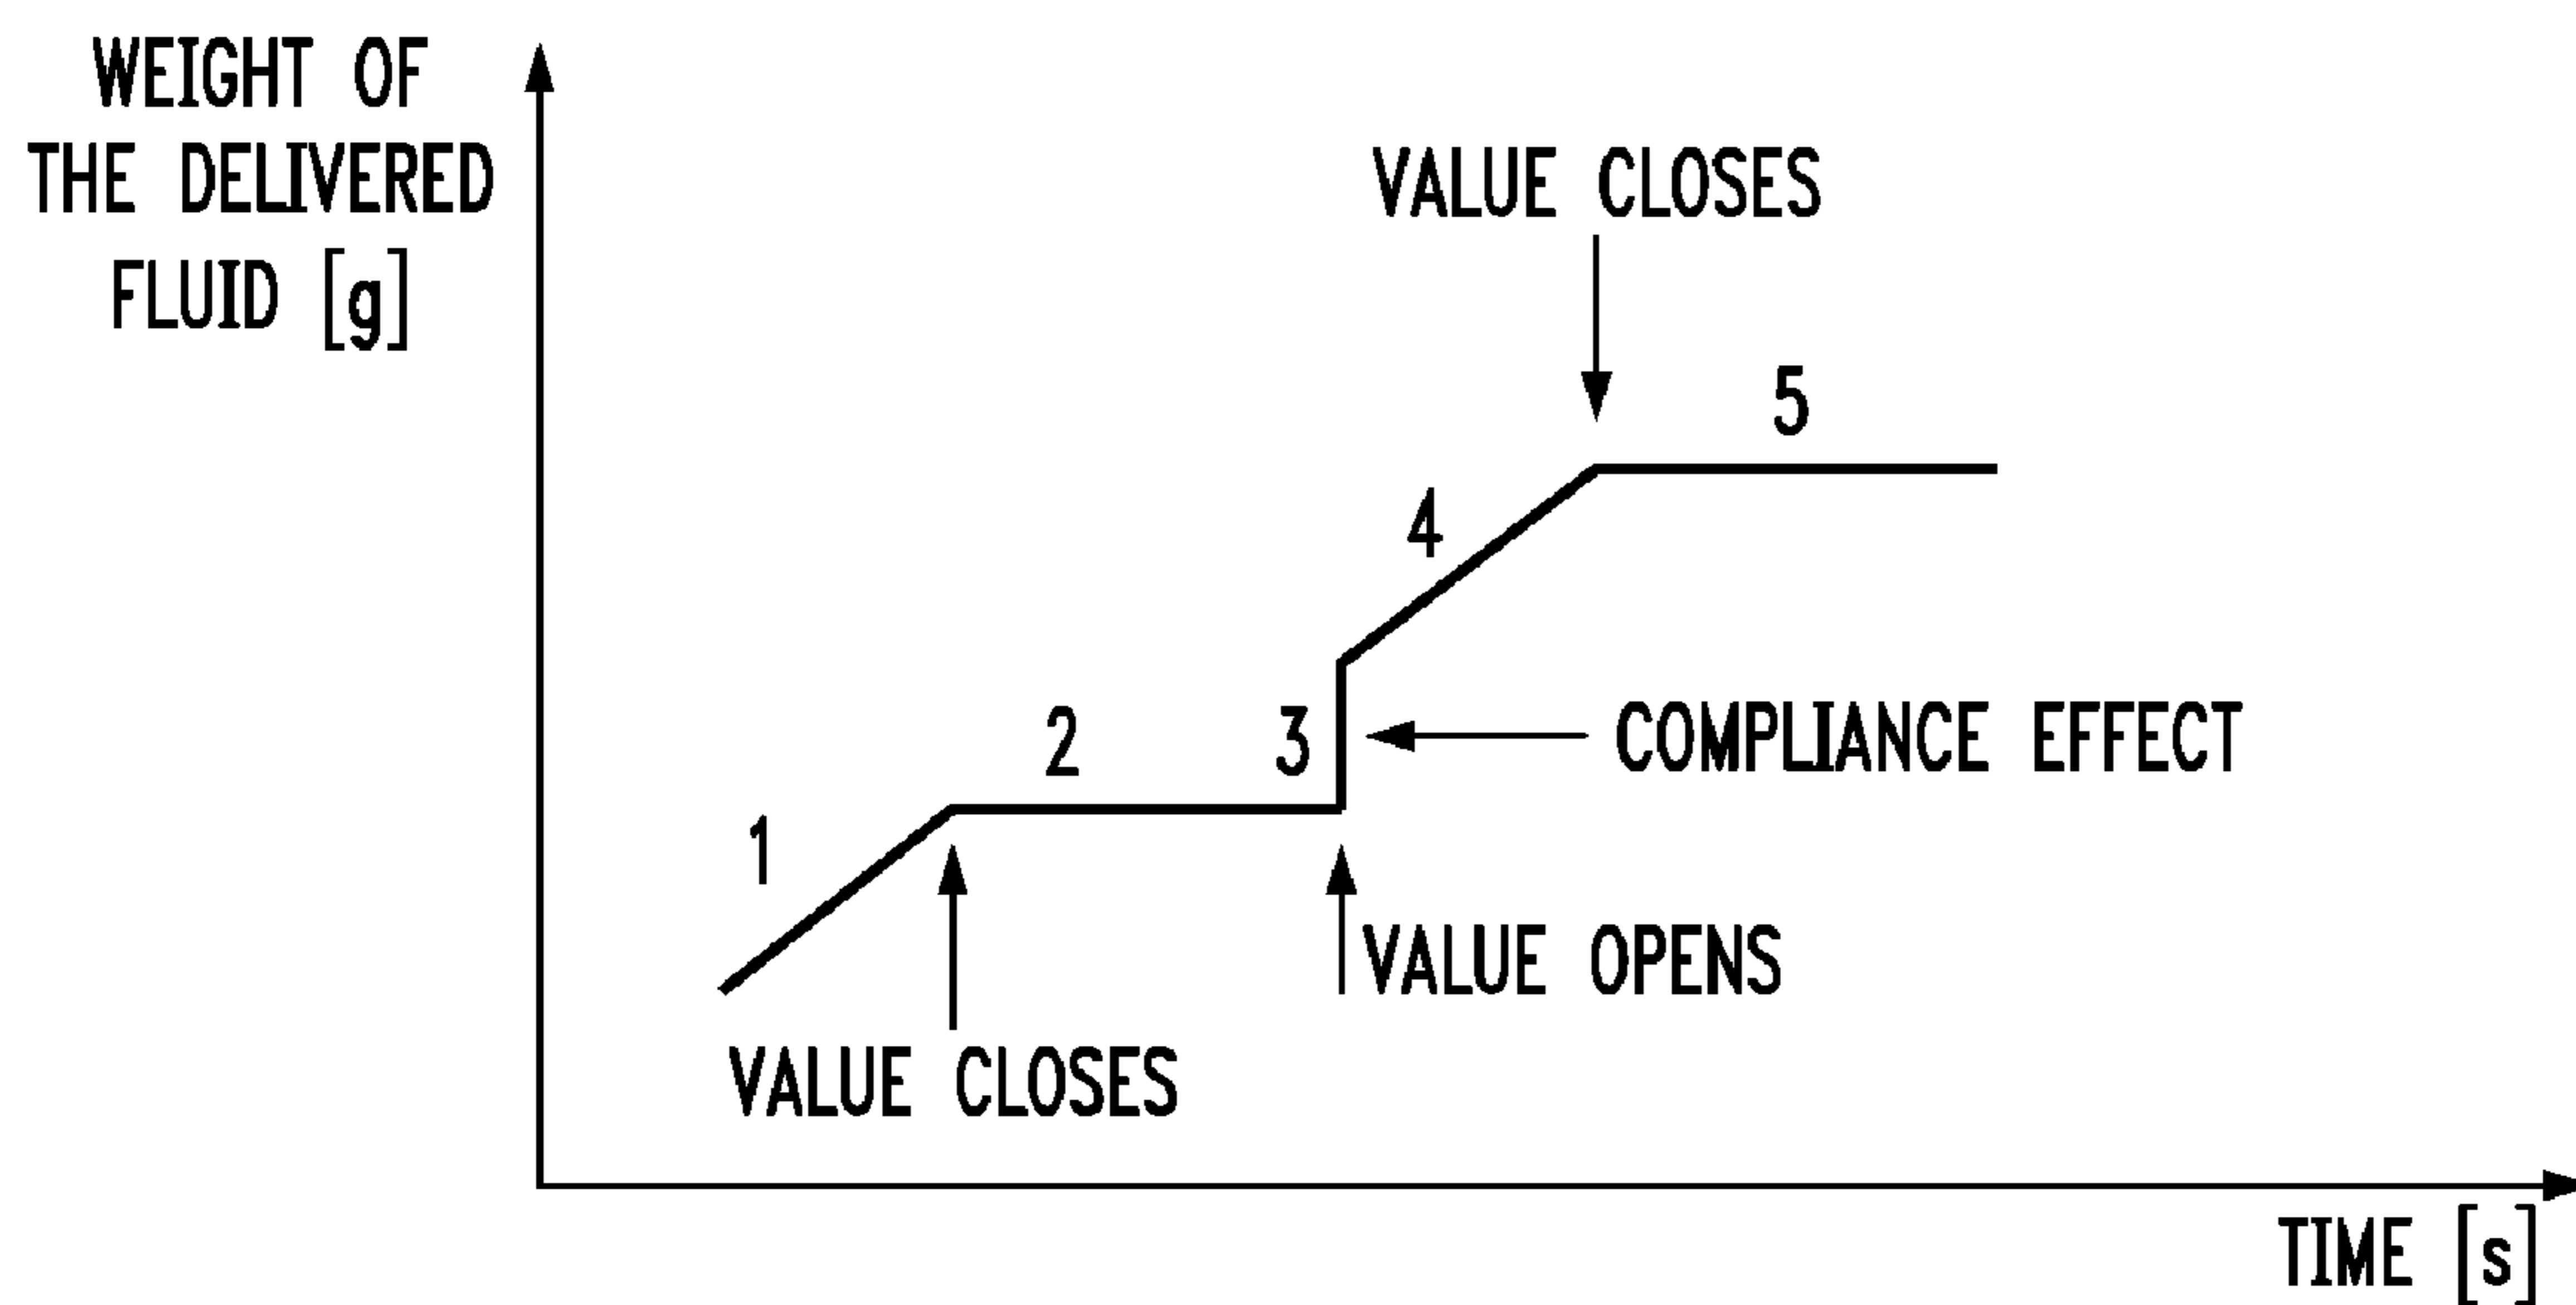 WEIGHT OF
THE DELIVERED
FLUID [g]
VALUE CLOSES
5
4
2
3
COMPLIANCE EFFECT
1
VALUE OPENS
VALUE CLOSES
TIME [s]